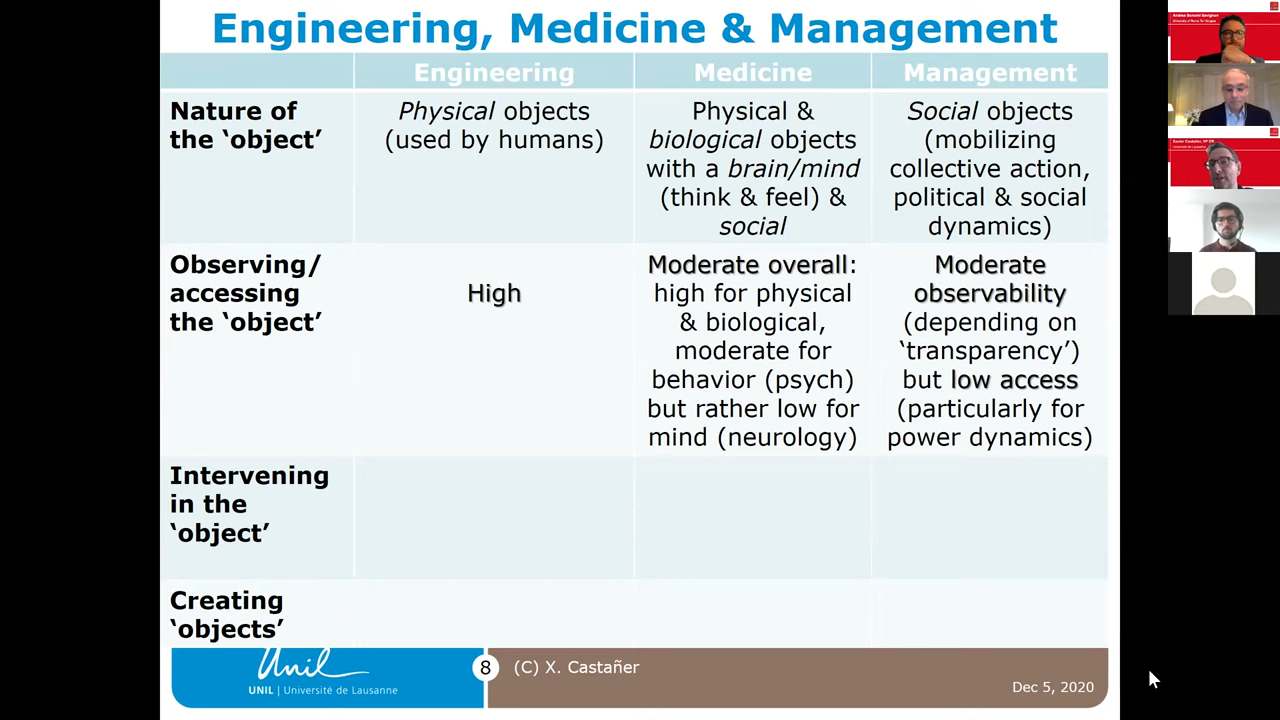 Engineering, Medicine & Management
Engineering
Medicine
Management
Nature of
the ‘object’
Physical objects
(used by humans)
Physical &
biological objects
with a brain/mind
(think & feel) &
social
Social objects
(mobilizing
collective action,
political & social
dynamics)
Observing/
accessing
the ‘object’
High
Moderate overall:
high for physical
& biological,
moderate for
behavior (psych)
but rather low for
mind (neurology)
Moderate
observability
(depending on
‘transparency’)
but low access
(particularly for
power dynamics)
Intervening
in the
‘object’
Creating
‘objects’
Unil
UNIL | Université de Lausanne
8
(C) X. Castañer
Dec 5, 2020